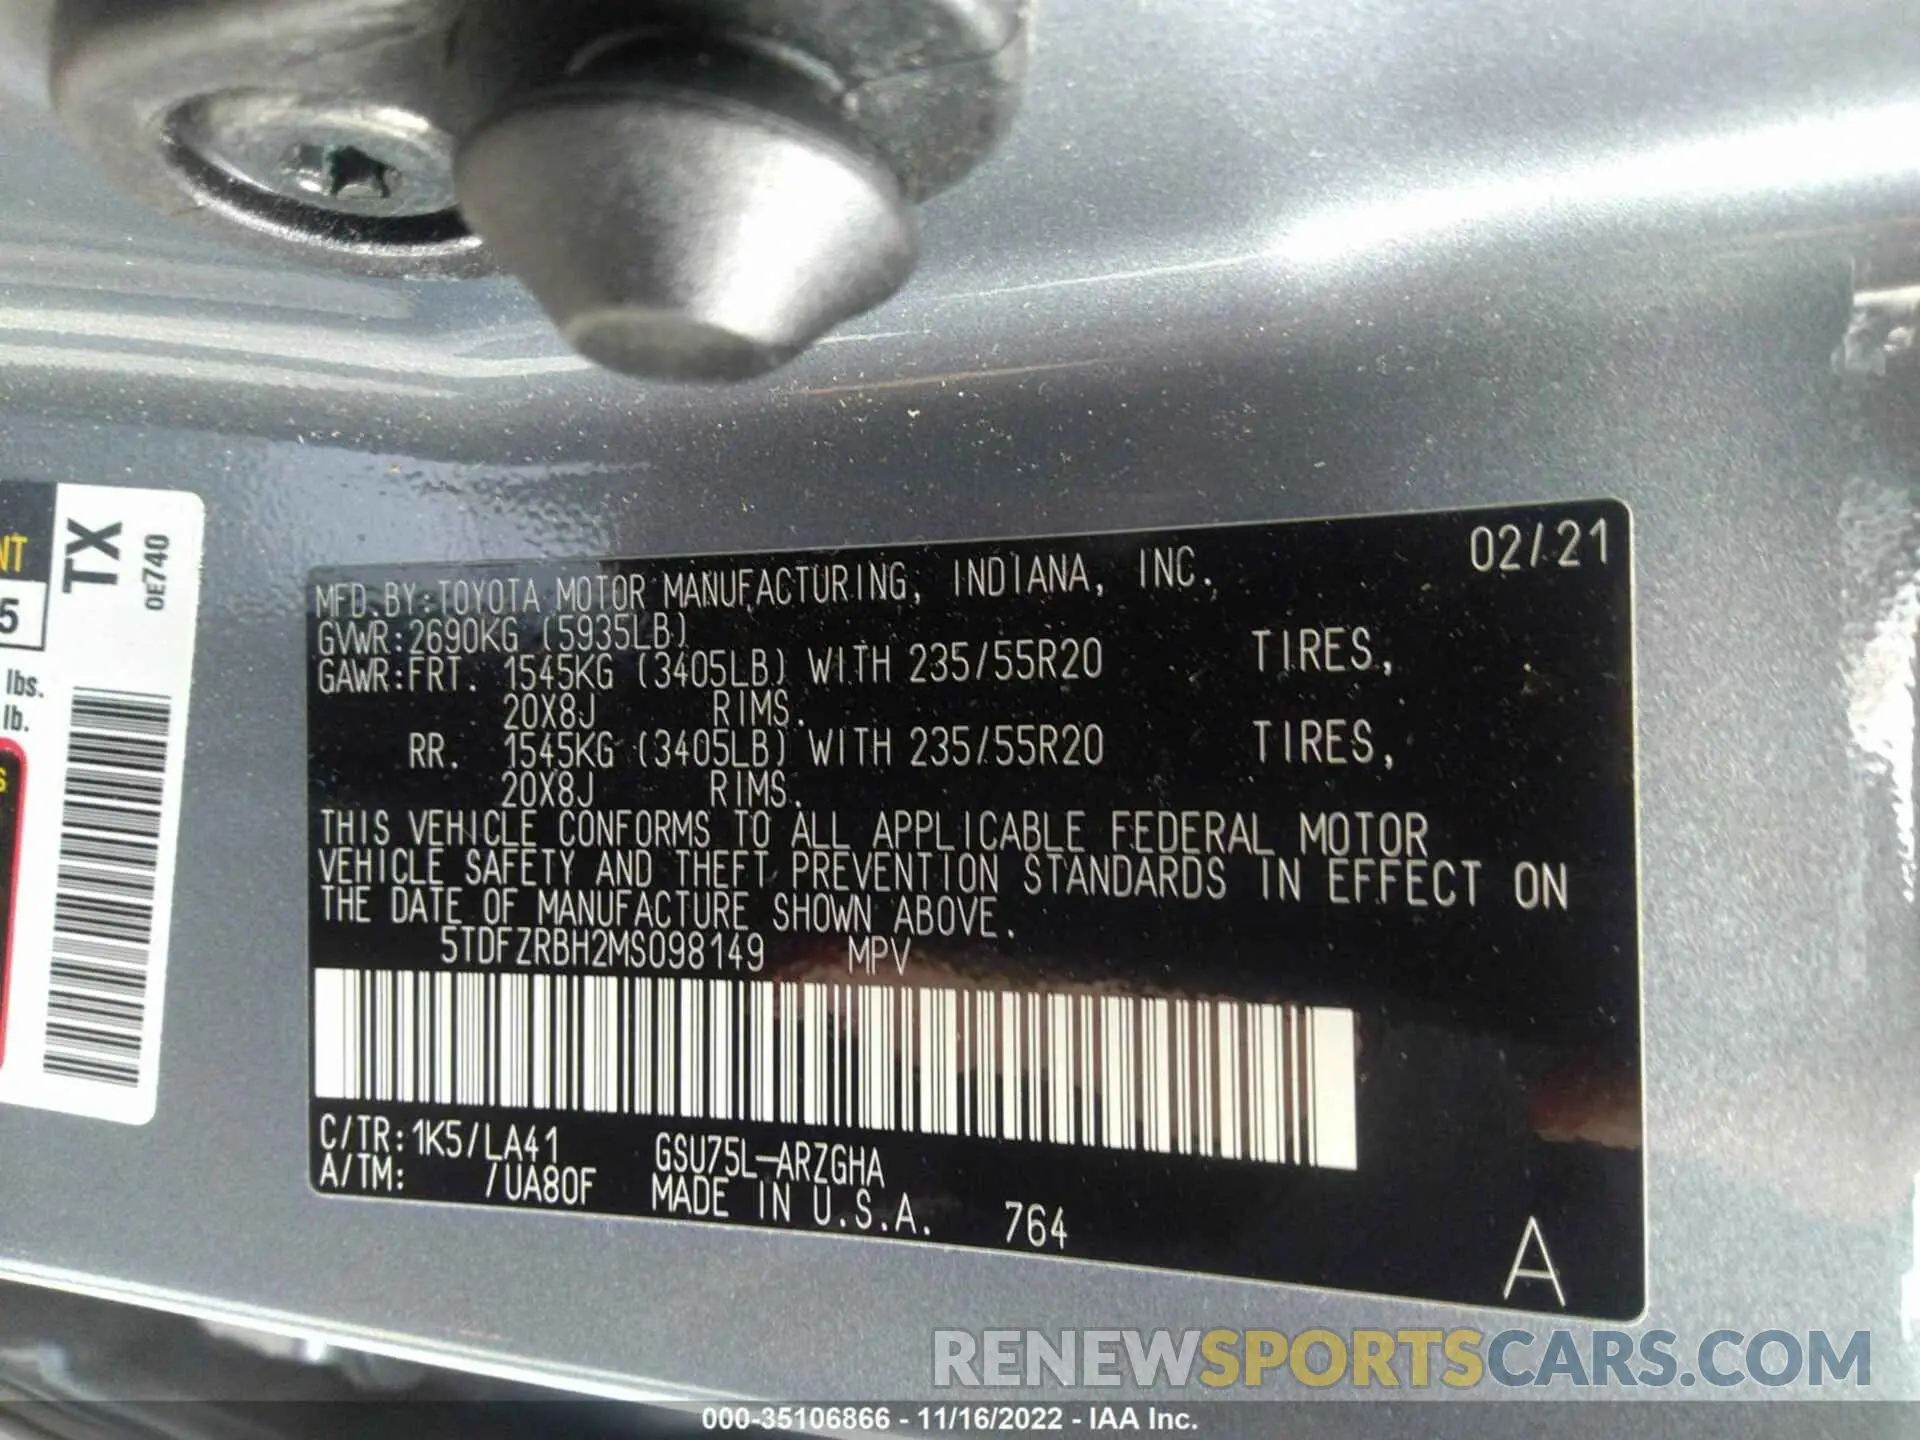 02/21
MFD.BY:TOYOTA MOTOR MANUFACTURING, INDIANA, INC.
GVWR:2690KG (5935LB)
GAWR:FRT. 1545KG (3405LB) WITH 235/55R20 TIRES,
20X8J RIMS.
RR. 1545KG (3405LB) WITH 235/55R20 TIRES,
20X8J RIMS.
THIS VEHICLE CONFORMS TO ALL APPLICABLE FEDERAL MOTOR
VEHICLE SAFETY AND THEFT PREVENTION STANDARDS IN EFFECT ON
THE DATE OF MANUFACTURE SHOWN ABOVE.
5TDFZRBH2MS098149 MPV
C/TR:1K5/LA41 GSU75L-ARZGHA
A/TM: /UA80F MADE IN U.S.A. 764
A
TX
0E740
NT
5
lbs.
lb.
S
RENEWSPORTSCARS.COM
000-35106866 - 11/16/2022 - IAA Inc.